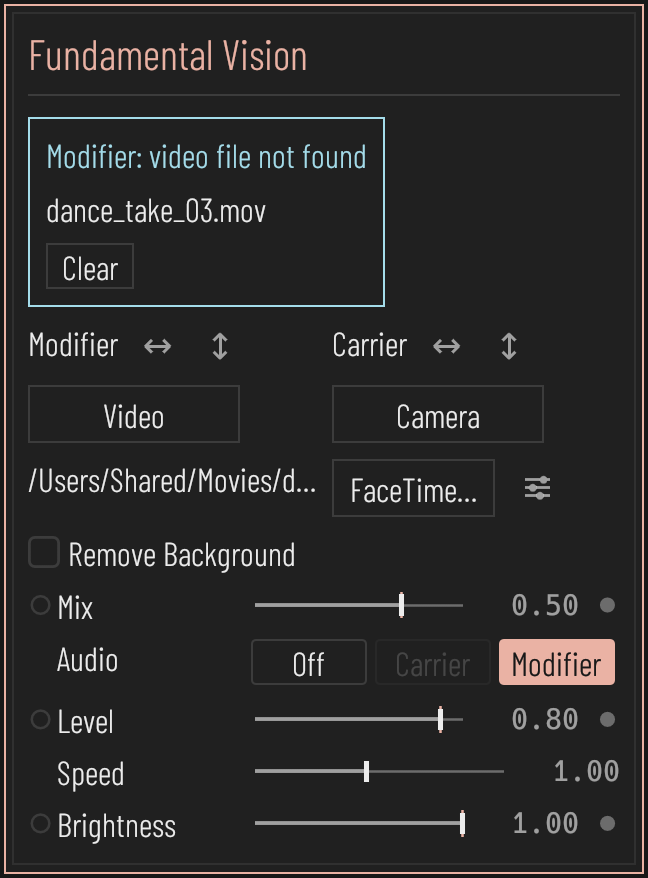 Fundamental Vision
Modifier: video file not found
dance_take_03.mov
Clear
Modifier ↔ ↕ Carrier ↔ ↕
Video Camera
/Users/Shared/Movies/d... FaceTime...
Remove Background
Mix 0.50
Audio Off Carrier Modifier
Level 0.80
Speed 1.00
Brightness 1.00